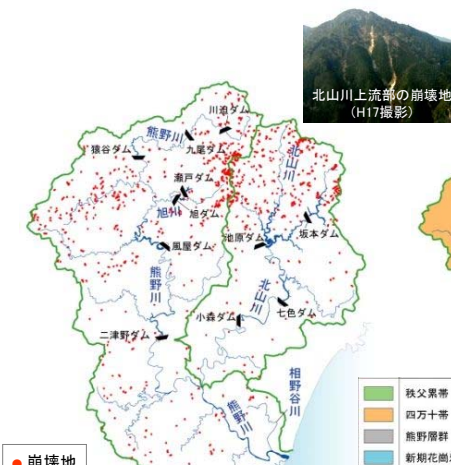 北山川上流部の崩壊地
(H17撮影)
川迫ダム
熊野川
九尾ダム
猿谷ダム
瀬戸ダム
北山川
旭川
旭ダム
坂本ダム
池原ダム
風屋ダム
熊野川
北山川
七色ダム
小森ダム
二津野ダム
相野谷川
熊野川
秩父累帯
四万十帯
熊野層群
新期花崗
崩壊地